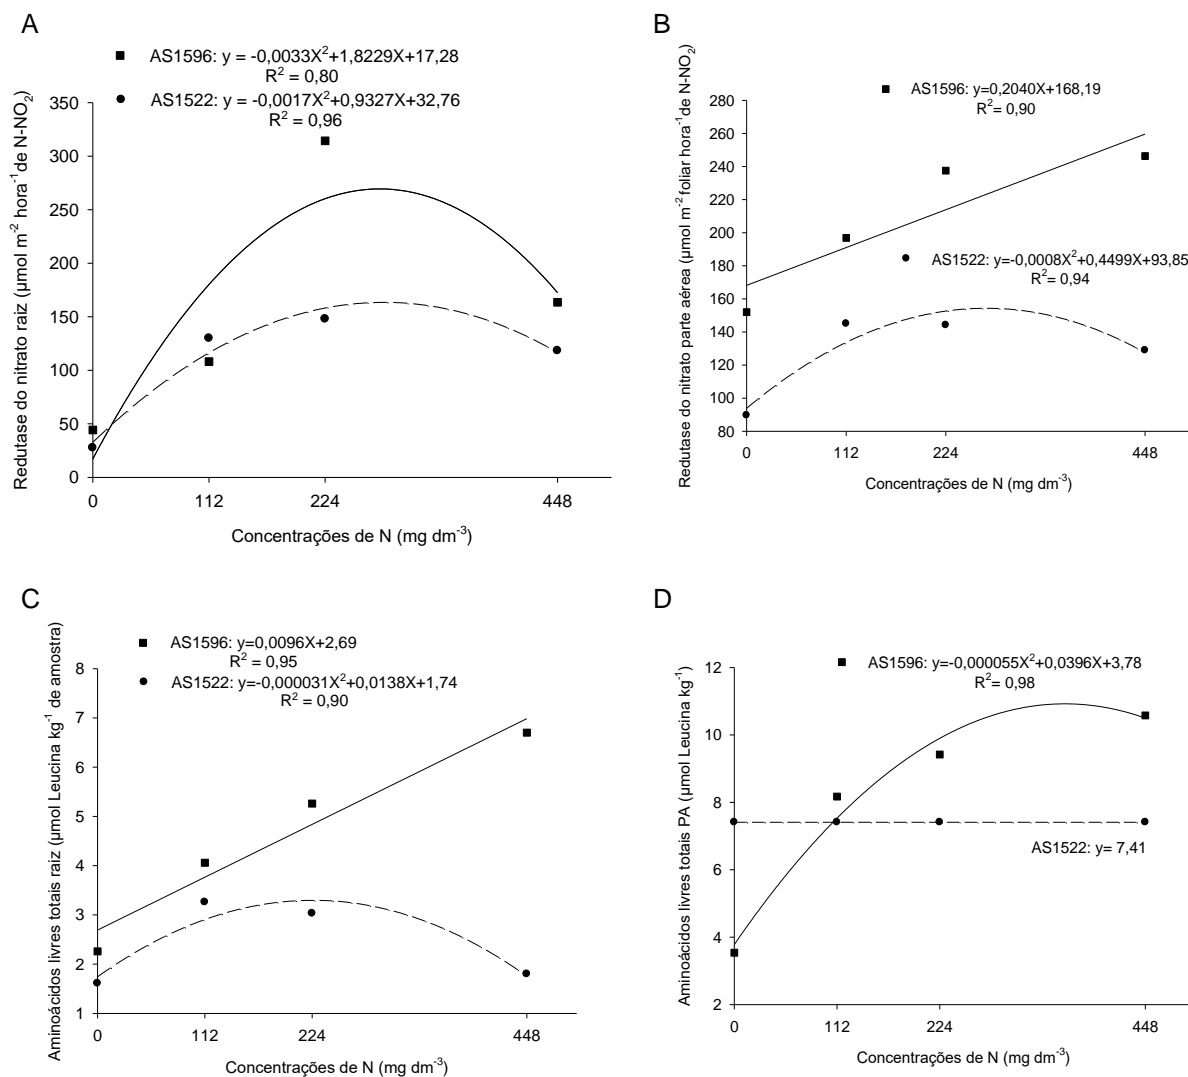 A
AS1596: y = -0,0033X²+1,8229X+17,28
R² = 0,80
AS1522: y = -0,0017X²+0,9327X+32,76
R² = 0,96
Redutase do nitrato raiz (µmol m⁻² hora⁻¹ de N-NO₂)
350
300
250
200
150
100
50
0
0 112 224 448
Concentrações de N (mg dm⁻³)
B
AS1596: y=0,2040X+168,19
R²=0,90
AS1522: y=-0,0008X²+0,4499X+93,85
R²=0,94
Redutase do nitrato parte aérea (µmol m⁻² foliar hora⁻¹ de N-NO₂)
280
260
240
220
200
180
160
140
120
100
80
0 112 224 448
Concentrações de N (mg dm⁻³)
C
AS1596: y=0,0096X+2,69
R² = 0,95
AS1522: y=-0,000031X²+0,0138X+1,74
R² = 0,90
Aminoácidos livres totais raiz (µmol Leucina kg⁻¹ de amostra)
8
7
6
5
4
3
2
1
0 112 224 448
Concentrações de N (mg dm⁻³)
D
AS1596: y=-0,000055X²+0,0396X+3,78
R²= 0,98
AS1522: y= 7,41
Aminoácidos livres totais PA (µmol Leucina kg⁻¹)
12
10
8
6
4
2
0 112 224 448
Concentrações de N (mg dm⁻³)